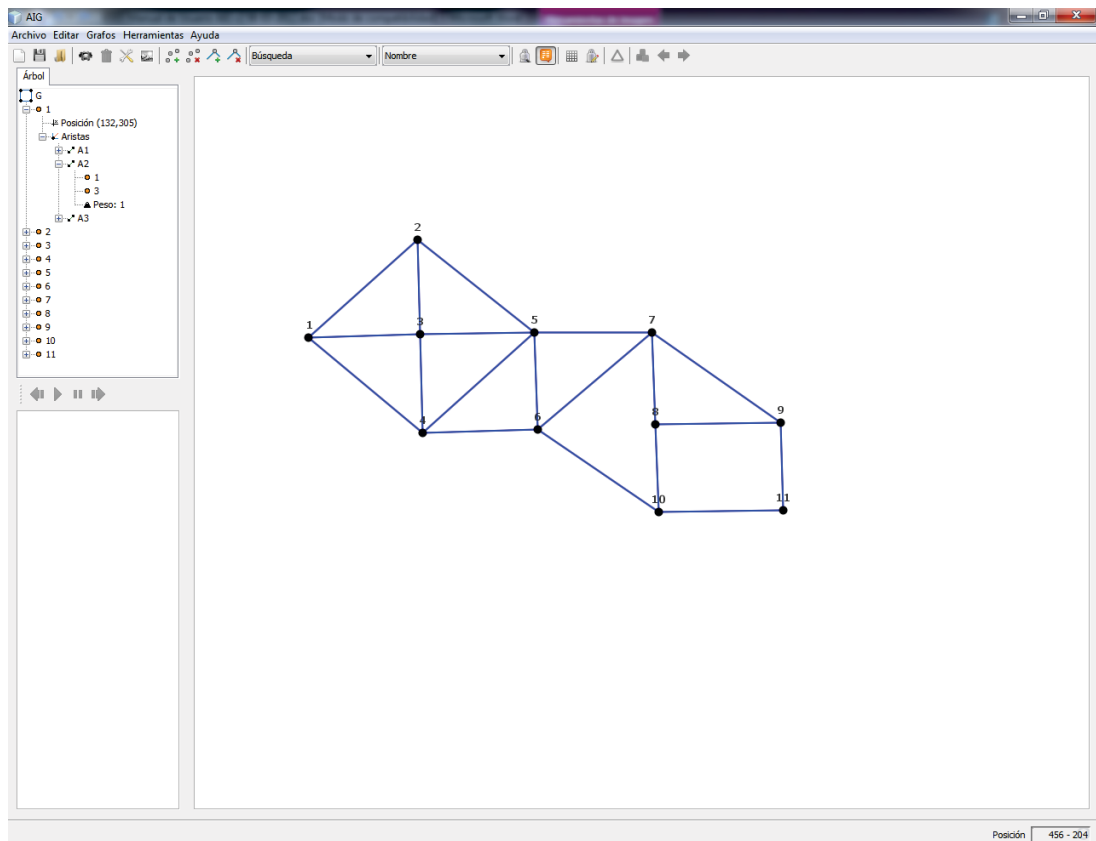 AIG
Archivo Editar Grafos Herramientas Ayuda
Búsqueda Nombre
Árbol
G
1
Posición (132,305)
Aristas
A1
A2
1
3
Peso: 1
A3
2
3
4
5
6
7
8
9
10
11
2
1 3 5 7
4 6 8 9
10 11
Posición 456 - 204